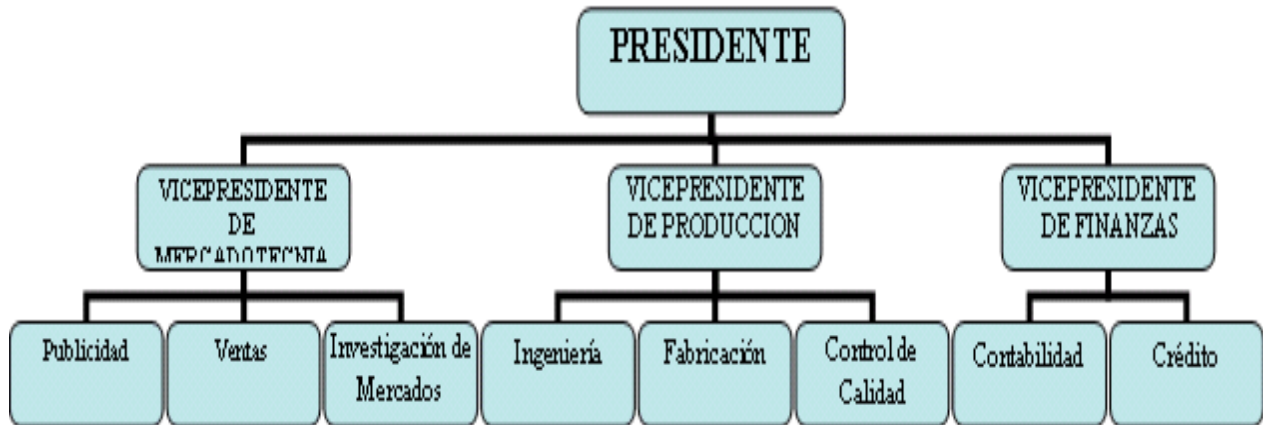 PRESIDENTE
VICEPRESIDENTE
DE
MERCADOTECNIA
VICEPRESIDENTE
DE PRODUCCION
VICEPRESIDENTE
DE FINANZAS
Publicidad
Ventas
Investigación de
Mercados
Ingeniería
Fabricación
Control de
Calidad
Contabilidad
Crédito